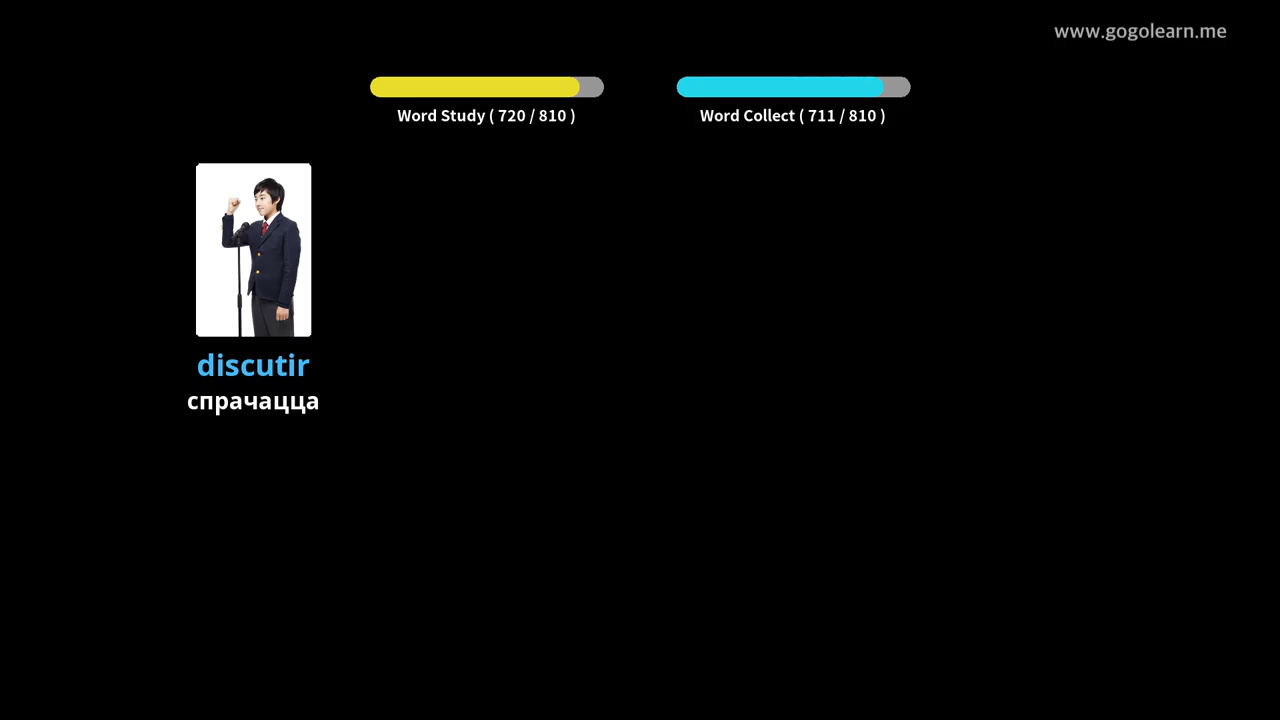 www.gogolearn.me
Word Study ( 720 / 810 )
Word Collect ( 711 / 810 )
discutir
спрачацца